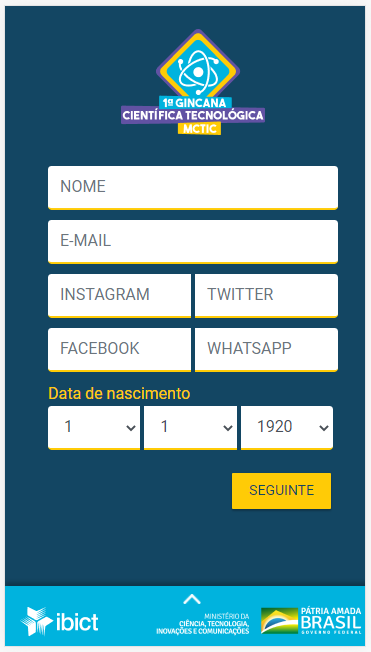 1ª GINCANA
CIENTÍFICA TECNOLÓGICA
MCTIC
NOME
E-MAIL
INSTAGRAM TWITTER
FACEBOOK WHATSAPP
Data de nascimento
1 1 1920
SEGUINTE
ibict
MINISTÉRIO DA
CIÊNCIA, TECNOLOGIA,
INOVAÇÕES E COMUNICAÇÕES
PÁTRIA AMADA
BRASIL
GOVERNO FEDERAL